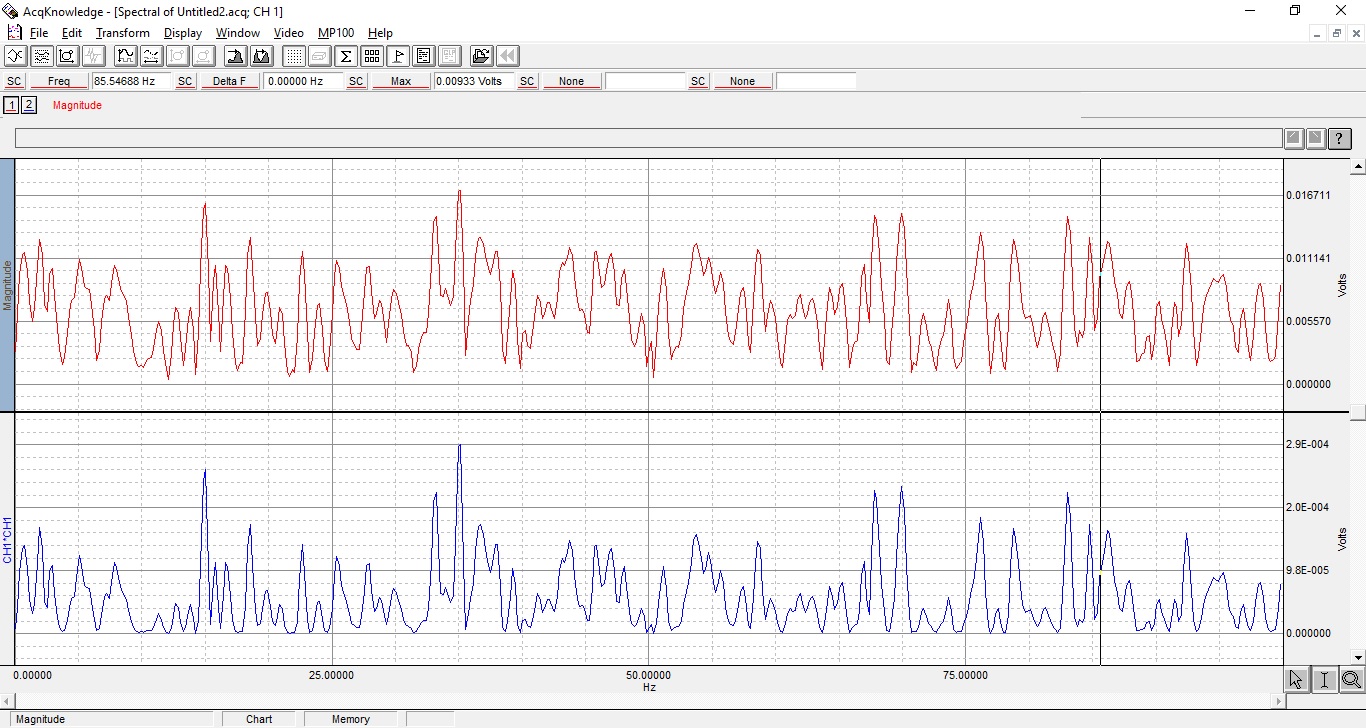 AcqKnowledge - [Spectral of Untitled2.acq; CH 1]
File Edit Transform Display Window Video MP100 Help
SC Freq 85.54688 Hz SC Delta F 0.00000 Hz SC Max 0.00933 Volts SC None SC None
1 2 Magnitude
?
Magnitude
0.016711
0.011141
0.005570
0.000000
Volts
CH1*CH1
2.9E-004
2.0E-004
9.8E-005
0.000000
Volts
0.00000 25.00000 50.00000 75.00000
Hz
Magnitude Chart Memory